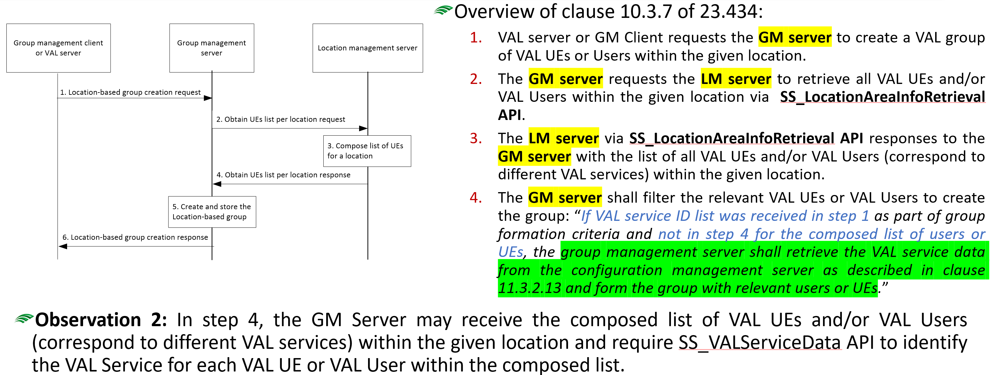 Group management client
or VAL server
Group management
server
Location management server
1. Location-based group creation request
2. Obtain UEs list per location request
3. Compose list of UEs
for a location
4. Obtain UEs list per location response
5. Create and store the
Location-based group
6. Location-based group creation response
Overview of clause 10.3.7 of 23.434:
1. VAL server or GM Client requests the GM server to create a VAL group
of VAL UEs or Users within the given location.
2. The GM server requests the LM server to retrieve all VAL UEs and/or
VAL Users within the given location via SS_LocationAreaInfoRetrieval
API.
3. The LM server via SS_LocationAreaInfoRetrieval API responses to the
GM server with the list of all VAL UEs and/or VAL Users (correspond to
different VAL services) within the given location.
4. The GM server shall filter the relevant VAL UEs or VAL Users to create
the group: “If VAL service ID list was received in step 1 as part of group
formation criteria and not in step 4 for the composed list of users or
UEs, the group management server shall retrieve the VAL service data
from the configuration management server as described in clause
11.3.2.13 and form the group with relevant users or UEs.”
Observation 2: In step 4, the GM Server may receive the composed list of VAL UEs and/or VAL Users
(correspond to different VAL services) within the given location and require SS_VALServiceData API to identify
the VAL Service for each VAL UE or VAL User within the composed list.